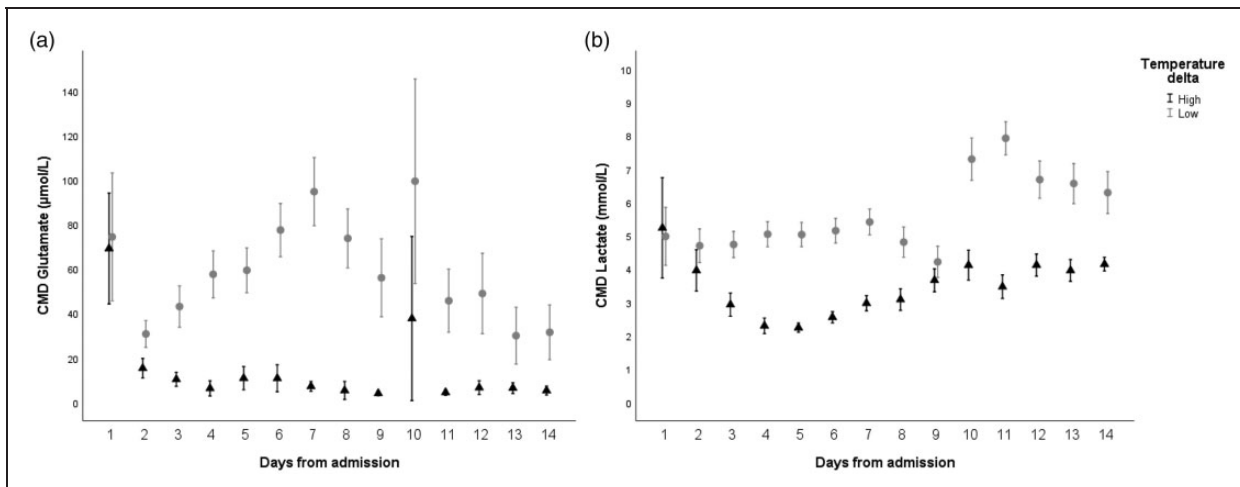 (a)
CMD Glutamate (µmol/L)
140
120
100
80
60
40
20
0
1 2 3 4 5 6 7 8 9 10 11 12 13 14
Days from admission
(b)
CMD Lactate (mmol/L)
10
9
8
7
6
5
4
3
2
1
0
1 2 3 4 5 6 7 8 9 10 11 12 13 14
Days from admission
Temperature
delta
High
Low